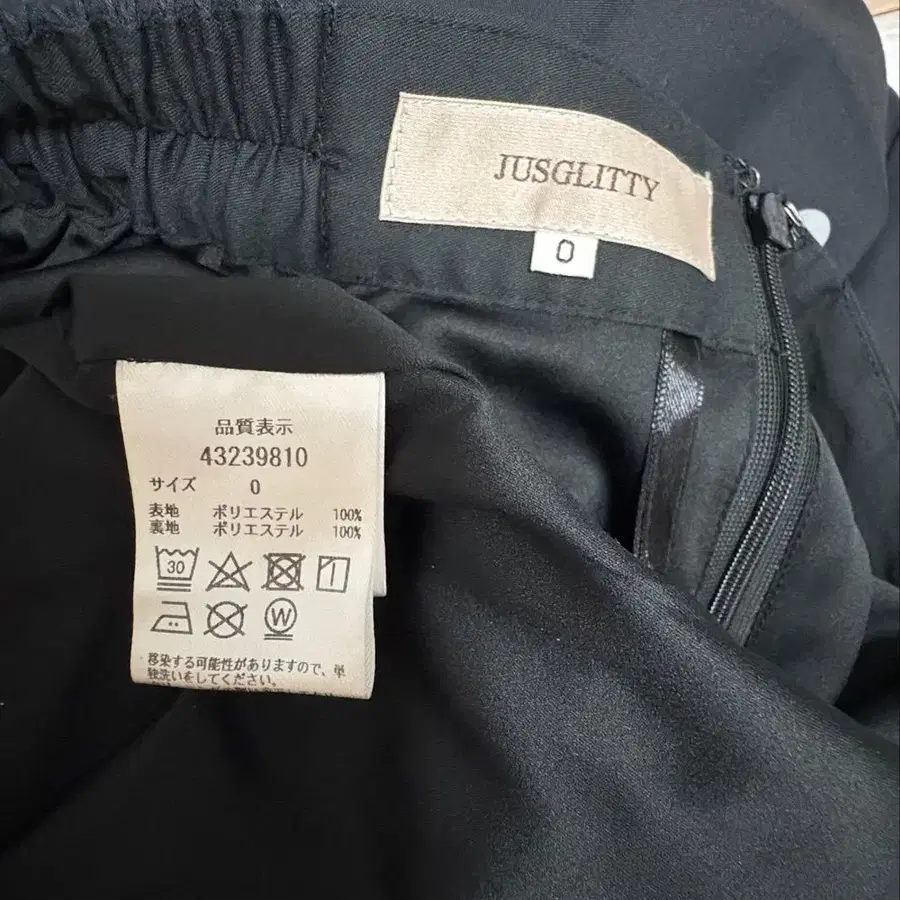 JUSGLITTY
0
品質表示
43239810
サイズ 0
表地 ポリエステル 100%
裏地 ポリエステル 100%
30
W
移染する可能性がありますので、単
独洗いをしてください。